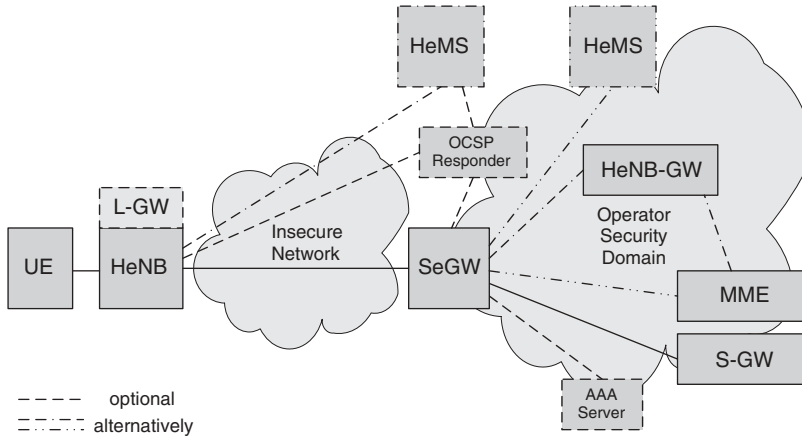 HeMS
HeMS
OCSP
Responder
HeNB-GW
L-GW
Insecure
Network
Operator
Security
Domain
UE
HeNB
SeGW
MME
S-GW
AAA
Server
optional
alternatively